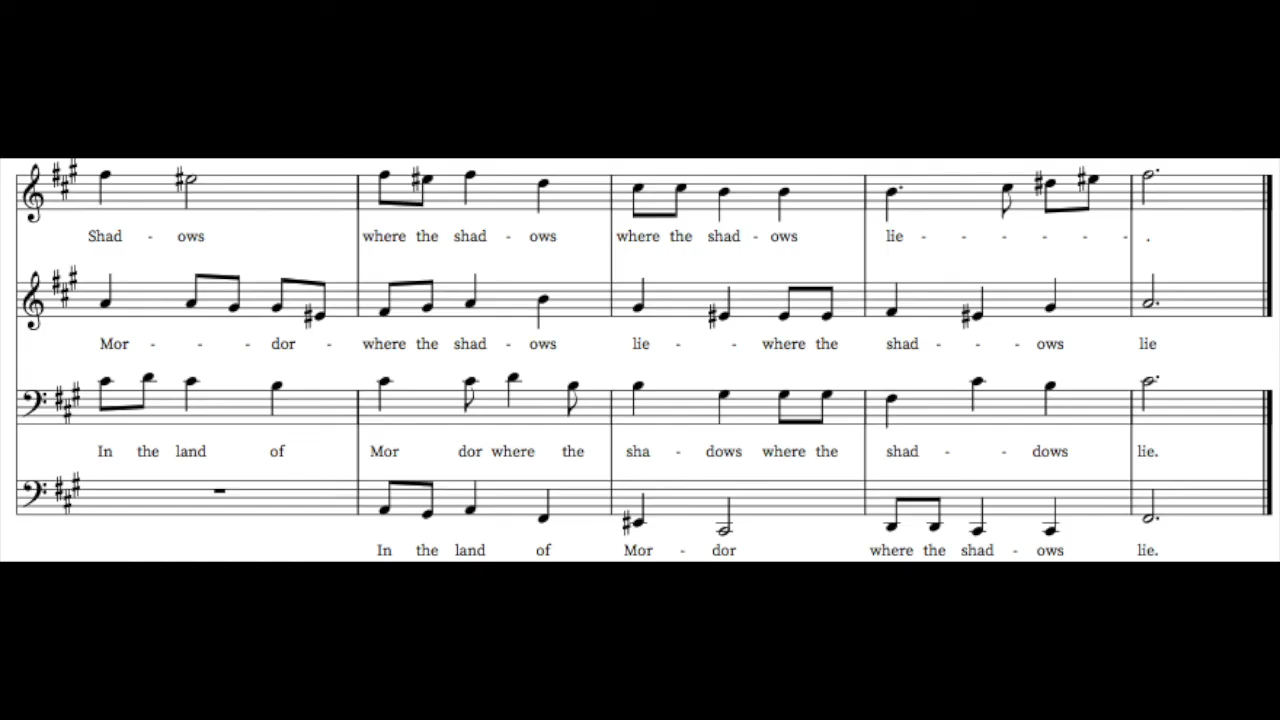 Shad - ows where the shad - ows where the shad - ows lie - - - - - - .
Mor - - - dor - where the shad - ows lie - - where the shad - - - ows lie
In the land of Mor dor where the sha - dows where the shad - - dows lie.
In the land of Mor - dor where the shad - ows lie.